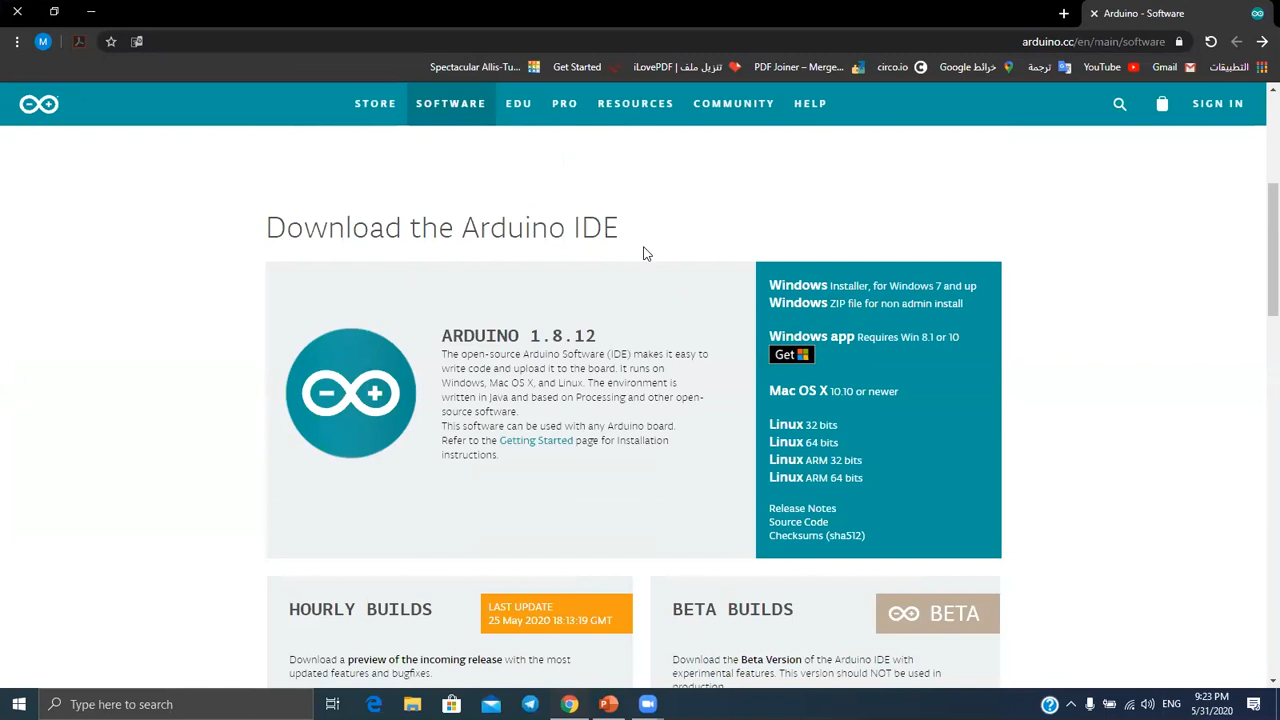 Arduino - Software
M
arduino.cc/en/main/software
Spectacular Allis-Tu...
Get Started
iLovePDF | تنزيل ملف
PDF Joiner – Merge...
circo.io
خرائط Google
ترجمة
YouTube
Gmail
التطبيقات
STORE
SOFTWARE
EDU
PRO
RESOURCES
COMMUNITY
HELP
SIGN IN
Download the Arduino IDE
ARDUINO 1.8.12
The open-source Arduino Software (IDE) makes it easy to
write code and upload it to the board. It runs on
Windows, Mac OS X, and Linux. The environment is
written in Java and based on Processing and other open-
source software.
This software can be used with any Arduino board.
Refer to the Getting Started page for Installation
instructions.
Windows Installer, for Windows 7 and up
Windows ZIP file for non admin install
Windows app Requires Win 8.1 or 10
Get
Mac OS X 10.10 or newer
Linux 32 bits
Linux 64 bits
Linux ARM 32 bits
Linux ARM 64 bits
Release Notes
Source Code
Checksums (sha512)
HOURLY BUILDS
LAST UPDATE
25 May 2020 18:13:19 GMT
Download a preview of the incoming release with the most
updated features and bugfixes.
BETA BUILDS
BETA
Download the Beta Version of the Arduino IDE with
experimental features. This version should NOT be used in
production.
Type here to search
ENG
9:23 PM
5/31/2020